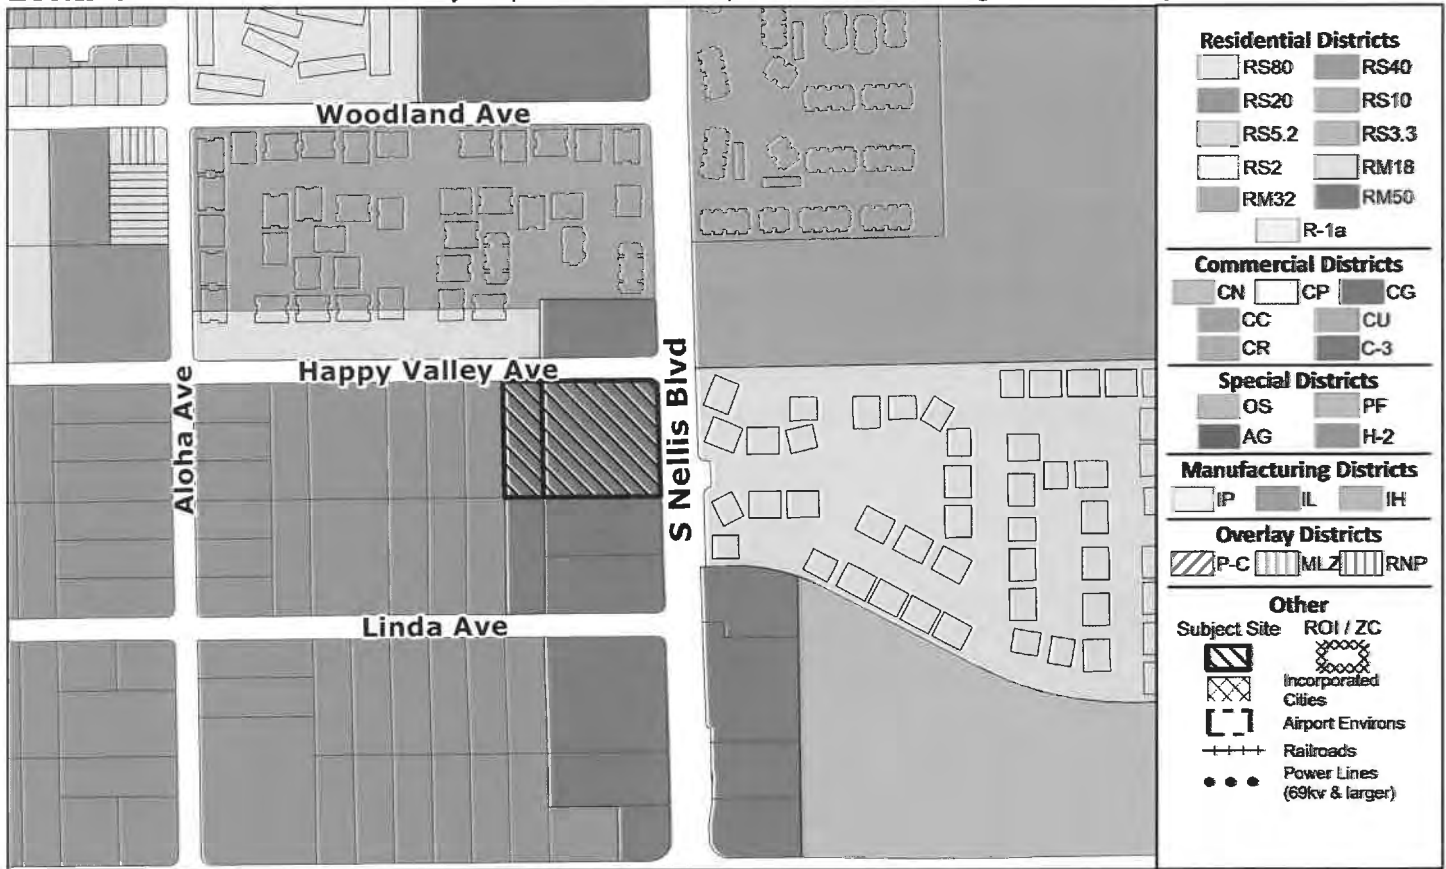 Woodland Ave
Happy Valley Ave
Aloha Ave
S Nellis Blvd
Linda Ave
Residential Districts
RS80 RS40
RS20 RS10
RS5.2 RS3.3
RS2 RM18
RM32 RM50
R-1a
Commercial Districts
CN CP CG
CC CU
CR C-3
Special Districts
OS PF
AG H-2
Manufacturing Districts
IP IL IH
Overlay Districts
P-C MLZ RNP
Other
Subject Site ROI / ZC
Incorporated
Cities
Airport Environs
Railroads
Power Lines
(69kv & larger)